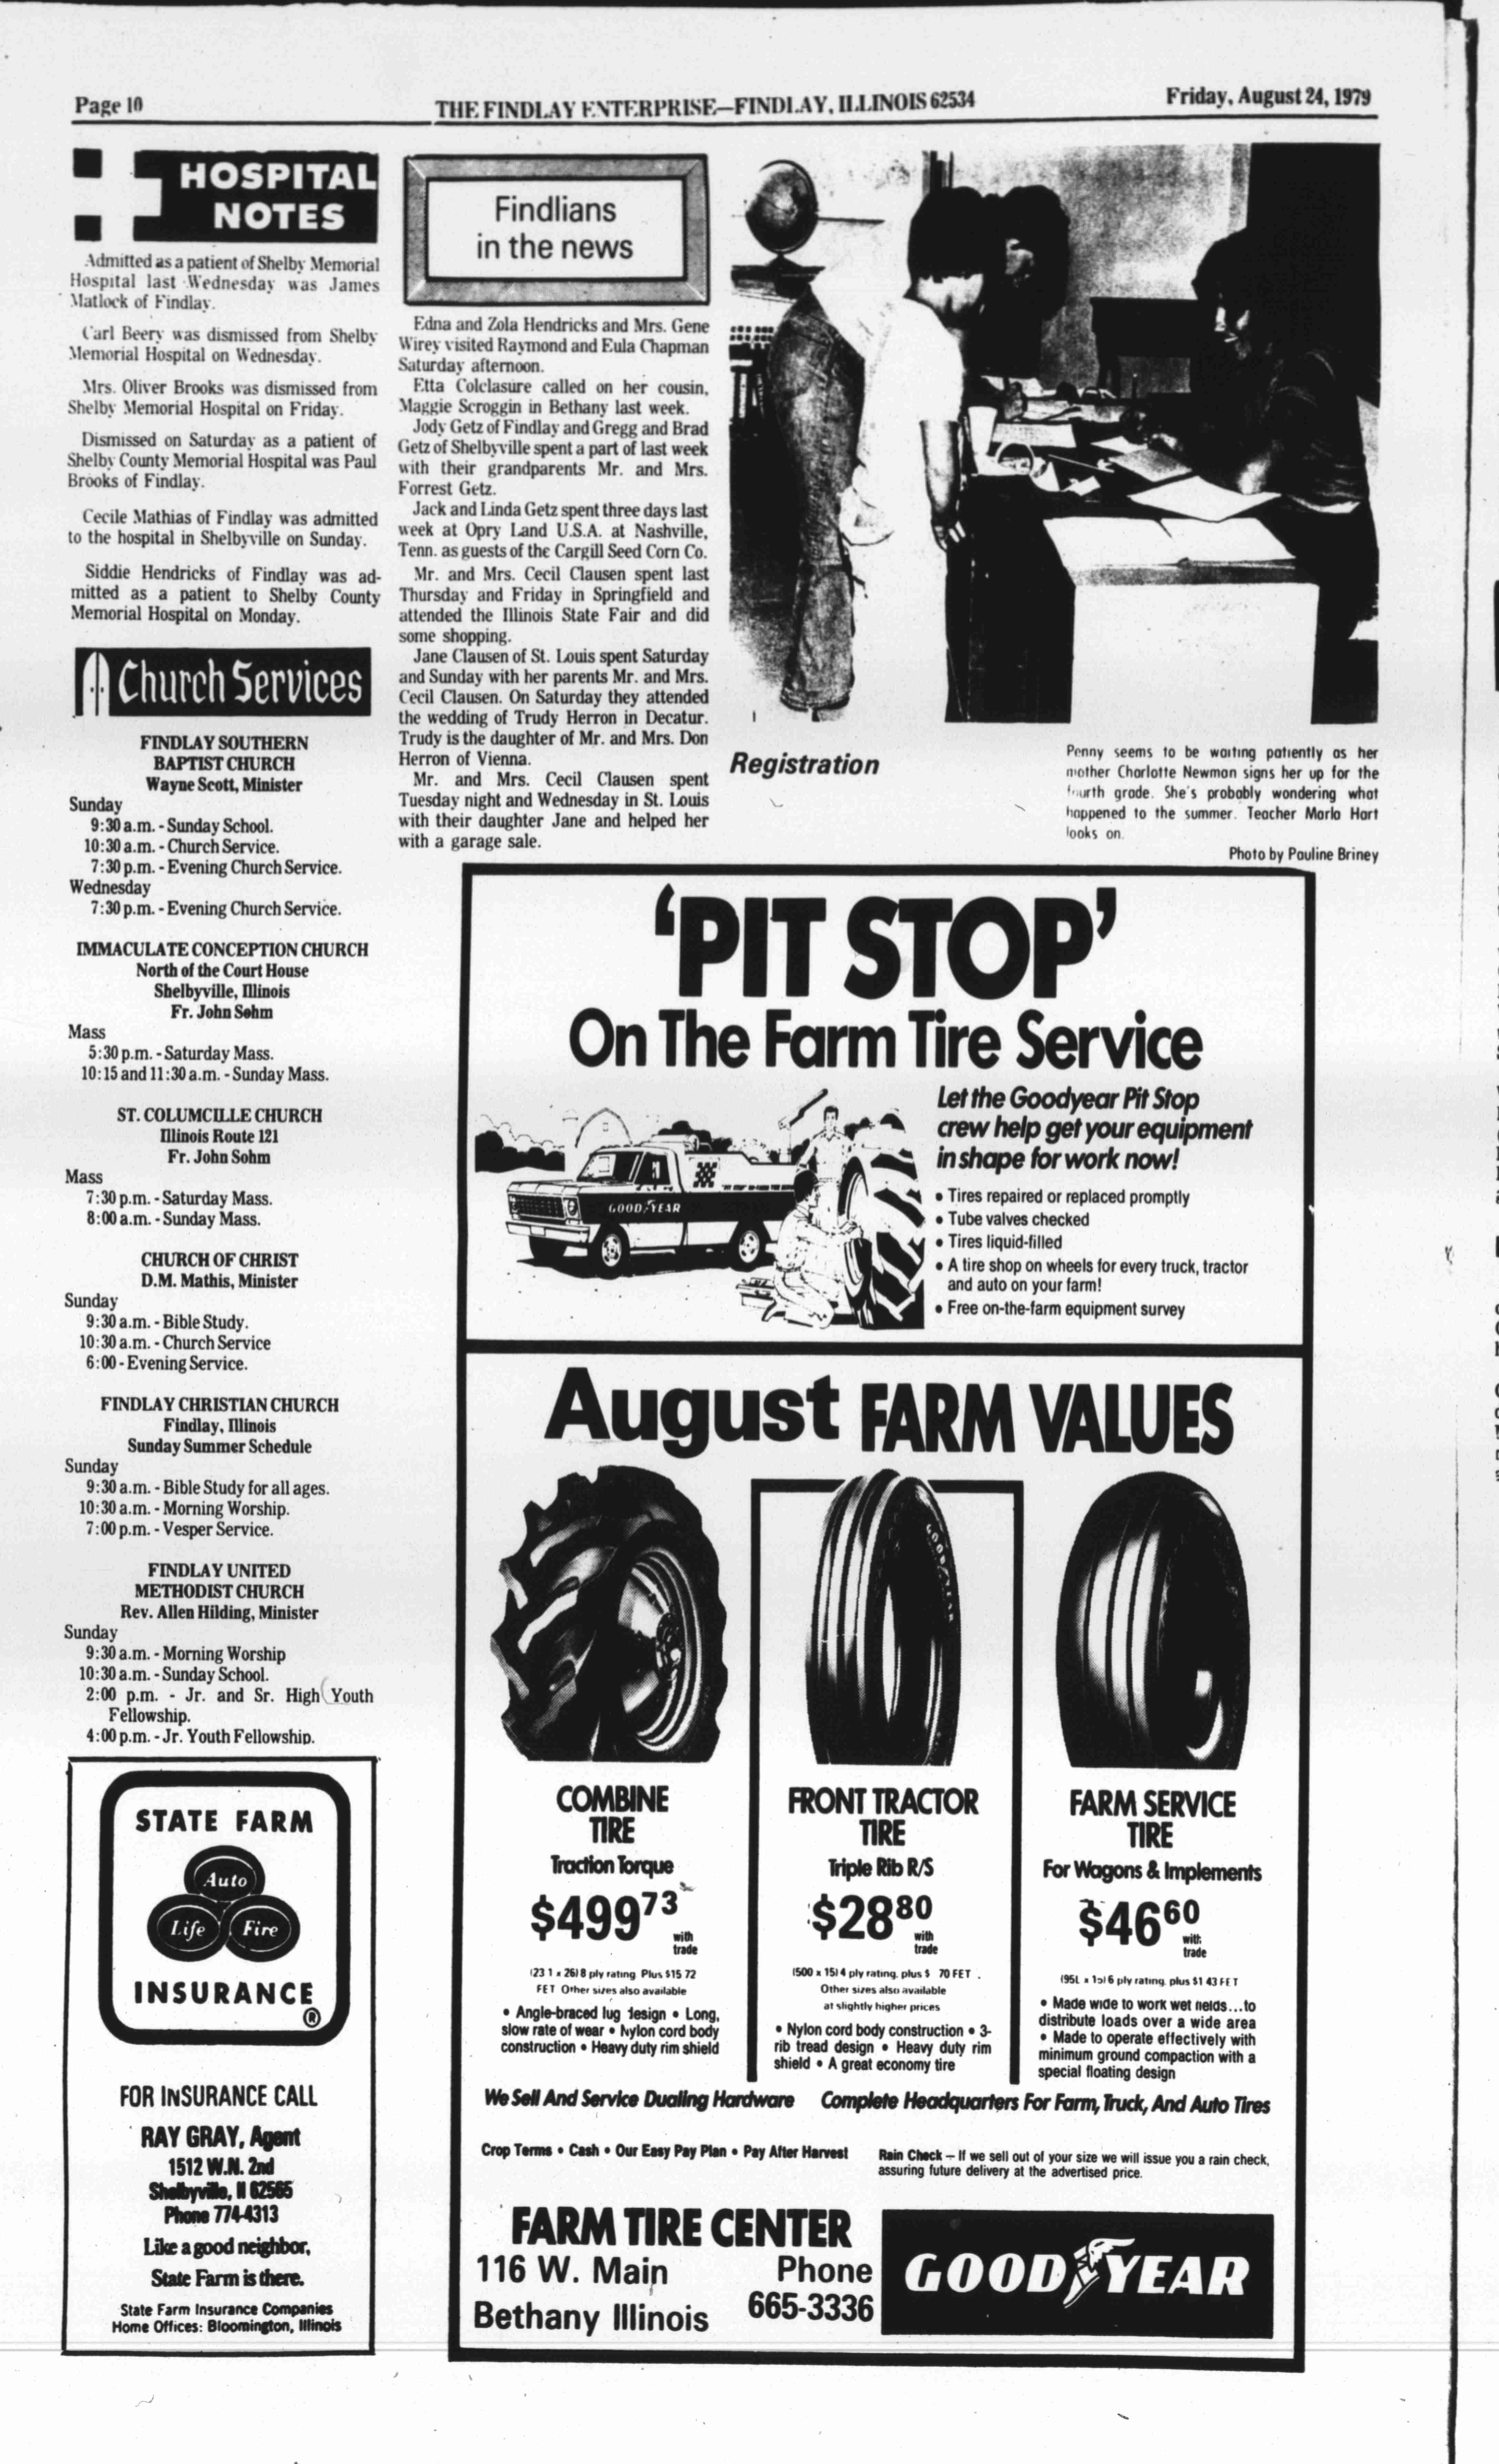 Page 10
THE FINDLAY ENTERPRISE—FINDLAY, ILLINOIS 62534
Friday, August 24, 1979
HOSPITAL
NOTES
Admitted as a patient of Shelby Memorial
Hospital last Wednesday was James
Matlock of Findlay.
Carl Beery was dismissed from Shelby
Memorial Hospital on Wednesday.
Mrs. Oliver Brooks was dismissed from
Shelby Memorial Hospital on Friday.
Dismissed on Saturday as a patient of
Shelby County Memorial Hospital was Paul
Brooks of Findlay.
Cecile Mathias of Findlay was admitted
to the hospital in Shelbyville on Sunday.
Siddie Hendricks of Findlay was ad-
mitted as a patient to Shelby County
Memorial Hospital on Monday.
Church Services
FINDLAY SOUTHERN
BAPTIST CHURCH
Wayne Scott, Minister
Sunday
9:30 a.m. - Sunday School.
10:30 a.m. - Church Service.
7:30 p.m. - Evening Church Service.
Wednesday
7:30 p.m. - Evening Church Service.
IMMACULATE CONCEPTION CHURCH
North of the Court House
Shelbyville, Illinois
Fr. John Sohm
Mass
5:30 p.m. - Saturday Mass.
10:15 and 11:30 a.m. - Sunday Mass.
ST. COLUMCILLE CHURCH
Illinois Route 121
Fr. John Sohm
Mass
7:30 p.m. - Saturday Mass.
8:00 a.m. - Sunday Mass.
CHURCH OF CHRIST
D.M. Mathis, Minister
Sunday
9:30 a.m. - Bible Study.
10:30 a.m. - Church Service
6:00 - Evening Service.
FINDLAY CHRISTIAN CHURCH
Findlay, Illinois
Sunday Summer Schedule
Sunday
9:30 a.m. - Bible Study for all ages.
10:30 a.m. - Morning Worship.
7:00 p.m. - Vesper Service.
FINDLAY UNITED
METHODIST CHURCH
Rev. Allen Hilding, Minister
Sunday
9:30 a.m. - Morning Worship
10:30 a.m. - Sunday School.
2:00 p.m. - Jr. and Sr. High Youth
Fellowship.
4:00 p.m. - Jr. Youth Fellowship.
STATE FARM
Auto
Life Fire
INSURANCE
®
FOR INSURANCE CALL
RAY GRAY, Agent
1512 W.N. 2nd
Shelbyville, Il 62565
Phone 774-4313
Like a good neighbor,
State Farm is there.
State Farm Insurance Companies
Home Offices: Bloomington, Illinois
Findlians
in the news
Edna and Zola Hendricks and Mrs. Gene
Wirey visited Raymond and Eula Chapman
Saturday afternoon.
Etta Colclasure called on her cousin,
Maggie Scroggin in Bethany last week.
Jody Getz of Findlay and Gregg and Brad
Getz of Shelbyville spent a part of last week
with their grandparents Mr. and Mrs.
Forrest Getz.
Jack and Linda Getz spent three days last
week at Opry Land U.S.A. at Nashville,
Tenn. as guests of the Cargill Seed Corn Co.
Mr. and Mrs. Cecil Clausen spent last
Thursday and Friday in Springfield and
attended the Illinois State Fair and did
some shopping.
Jane Clausen of St. Louis spent Saturday
and Sunday with her parents Mr. and Mrs.
Cecil Clausen. On Saturday they attended
the wedding of Trudy Herron in Decatur.
Trudy is the daughter of Mr. and Mrs. Don
Herron of Vienna.
Mr. and Mrs. Cecil Clausen spent
Tuesday night and Wednesday in St. Louis
with their daughter Jane and helped her
with a garage sale.
Registration
Penny seems to be waiting patiently as her
mother Charlotte Newman signs her up for the
fourth grade. She's probably wondering what
happened to the summer. Teacher Marla Hart
looks on.
Photo by Pauline Briney
'PIT STOP'
On The Farm Tire Service
Let the Goodyear Pit Stop
crew help get your equipment
in shape for work now!
• Tires repaired or replaced promptly
• Tube valves checked
• Tires liquid-filled
• A tire shop on wheels for every truck, tractor
and auto on your farm!
• Free on-the-farm equipment survey
GOODYEAR
August FARM VALUES
GOODYEAR
COMBINE
TIRE
Traction Torque
$499 73
with
trade
(23 1 x 26) 8 ply rating Plus $15 72
FET Other sizes also available
• Angle-braced lug design • Long,
slow rate of wear • Nylon cord body
construction • Heavy duty rim shield
FRONT TRACTOR
TIRE
Triple Rib R/S
$28 80
with
trade
(500 x 15) 4 ply rating, plus $ 70 FET.
Other sizes also available
at slightly higher prices
• Nylon cord body construction • 3-
rib tread design • Heavy duty rim
shield • A great economy tire
FARM SERVICE
TIRE
For Wagons & Implements
$46 60
with
trade
(95L x 15) 6 ply rating, plus $1 43 FET
• Made wide to work wet fields...to
distribute loads over a wide area
• Made to operate effectively with
minimum ground compaction with a
special floating design
We Sell And Service Dualing Hardware Complete Headquarters For Farm, Truck, And Auto Tires
Crop Terms • Cash • Our Easy Pay Plan • Pay After Harvest
Rain Check — If we sell out of your size we will issue you a rain check,
assuring future delivery at the advertised price.
FARM TIRE CENTER
116 W. Main
Bethany Illinois
Phone
665-3336
GOODYEAR